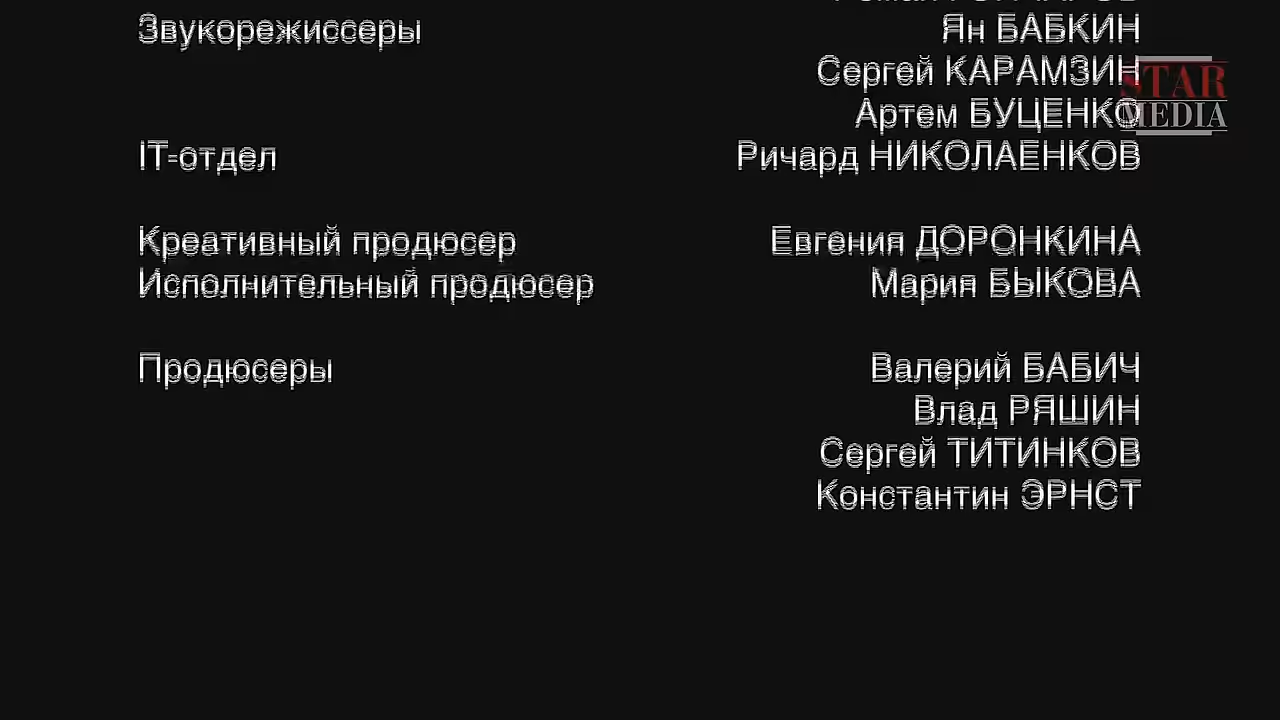 Звукорежиссеры Ян БАБКИН
Сергей КАРАМЗИН
Артем БУЦЕНКО
STAR
MEDIA
IT-отдел Ричард НИКОЛАЕНКОВ
Креативный продюсер Евгения ДОРОНКИНА
Исполнительный продюсер Мария БЫКОВА
Продюсеры Валерий БАБИЧ
Влад РЯШИН
Сергей ТИТИНКОВ
Константин ЭРНСТ